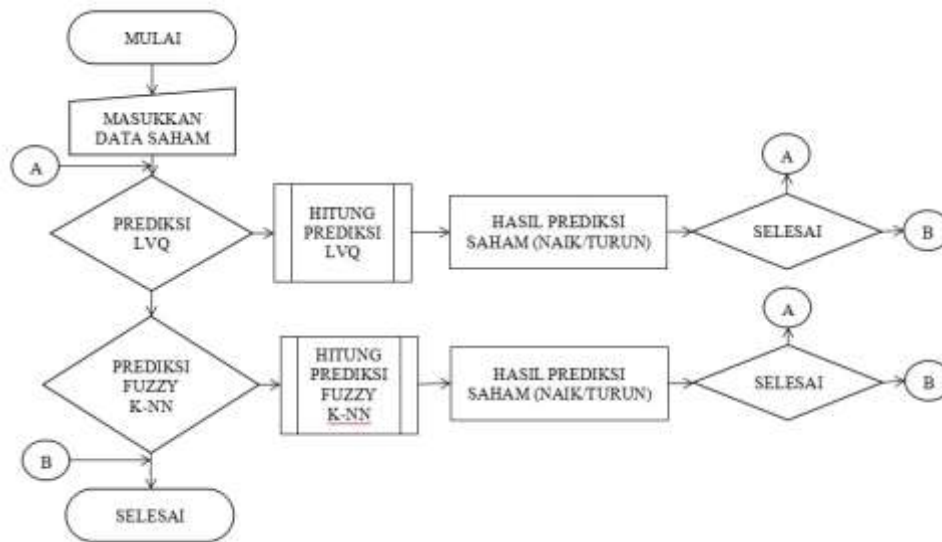 MULAI
MASUKKAN
DATA SAHAM
A
PREDIKSI
LVQ
HITUNG
PREDIKSI
LVQ
HASIL PREDIKSI
SAHAM (NAIK/TURUN)
SELESAI
A
B
PREDIKSI
FUZZY
K-NN
HITUNG
PREDIKSI
FUZZY
K-NN
HASIL PREDIKSI
SAHAM (NAIK/TURUN)
SELESAI
A
B
B
SELESAI